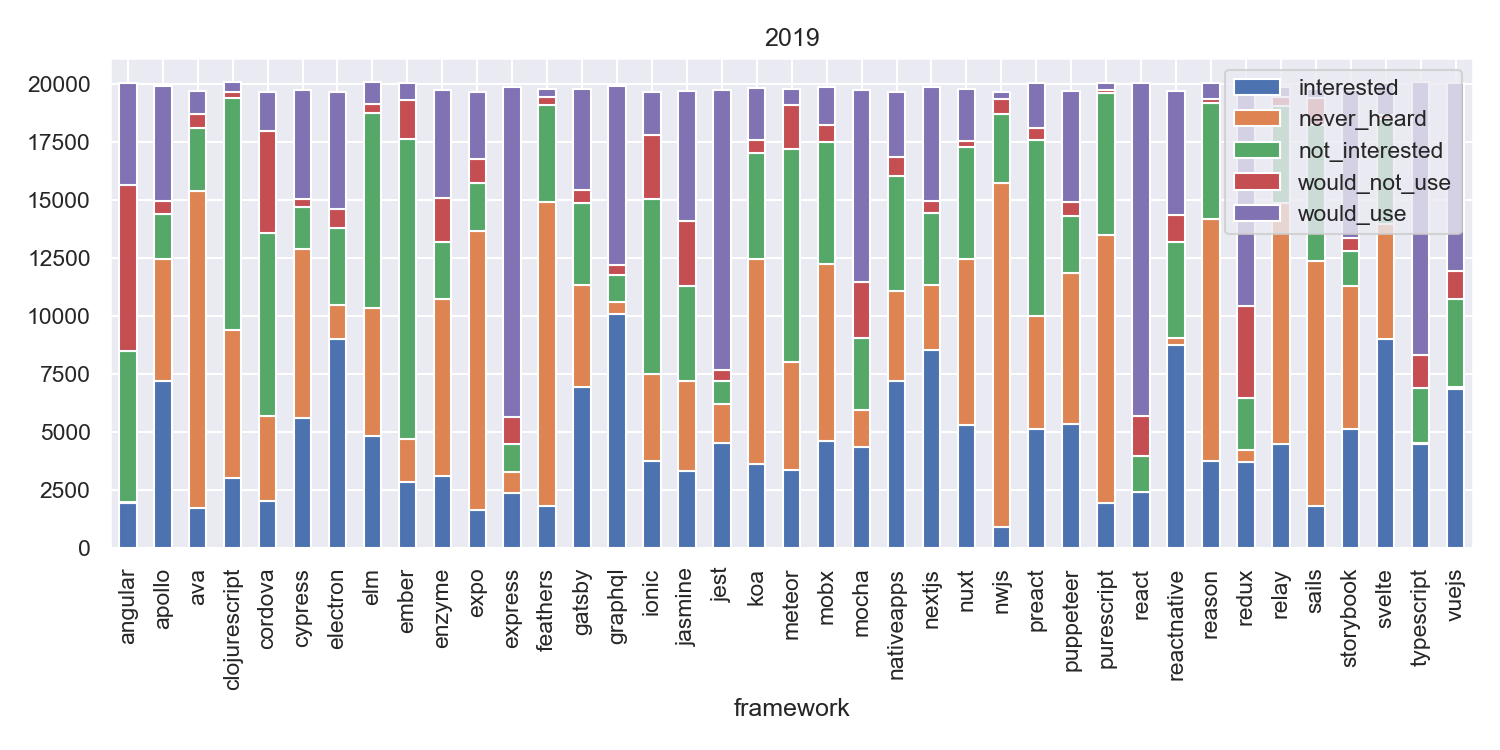 2019
20000
17500
15000
12500
10000
7500
5000
2500
0
interested
never_heard
not_interested
would_not_use
would_use
angular
apollo
ava
clojurescript
cordova
cypress
electron
elm
ember
enzyme
expo
express
feathers
gatsby
graphql
ionic
jasmine
jest
koa
meteor
mobx
mocha
nativeapps
nextjs
nuxt
nwjs
preact
puppeteer
purescript
react
reactnative
reason
redux
relay
sails
storybook
svelte
typescript
vuejs
framework